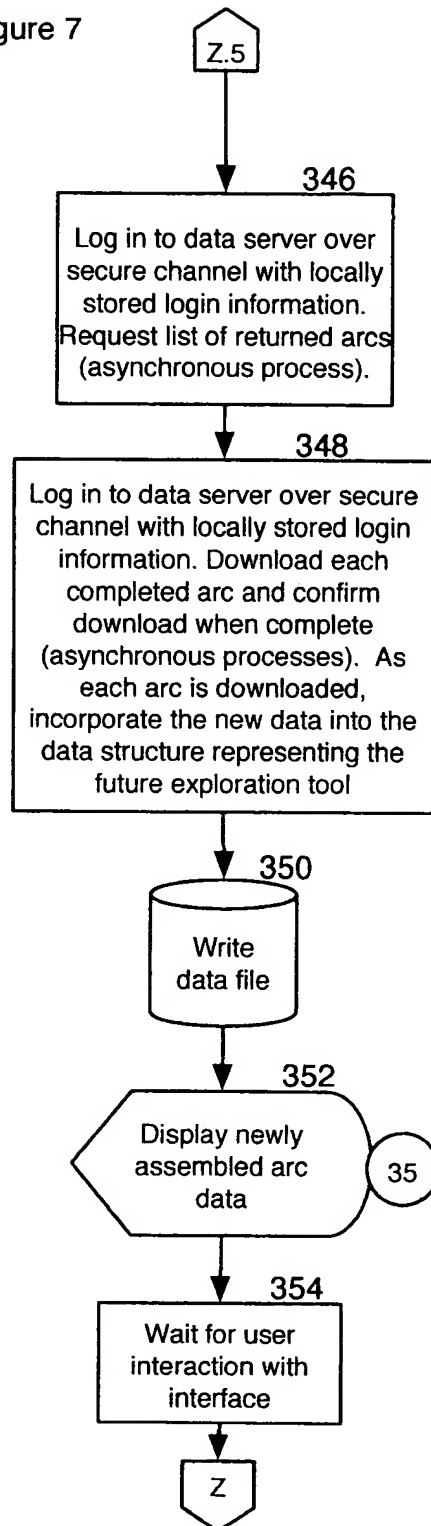 gure 7
Z.5
346
Log in to data server over
secure channel with locally
stored login information.
Request list of returned arcs
(asynchronous process).
348
Log in to data server over secure
channel with locally stored login
information. Download each
completed arc and confirm
download when complete
(asynchronous processes). As
each arc is downloaded,
incorporate the new data into the
data structure representing the
future exploration tool
350
Write
data file
352
Display newly
assembled arc
data
35
354
Wait for user
interaction with
interface
Z